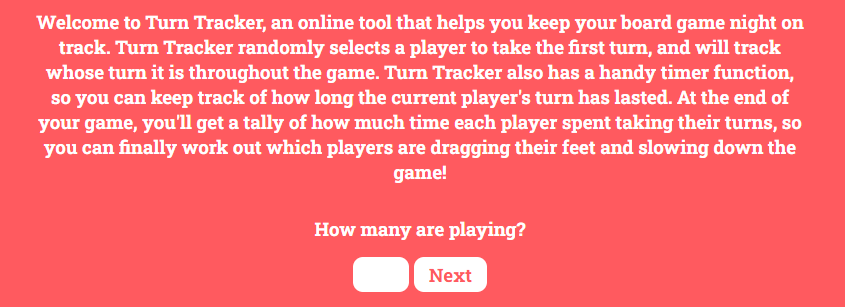 Welcome to Turn Tracker, an online tool that helps you keep your board game night on
track. Turn Tracker randomly selects a player to take the first turn, and will track
whose turn it is throughout the game. Turn Tracker also has a handy timer function,
so you can keep track of how long the current player's turn has lasted. At the end of
your game, you'll get a tally of how much time each player spent taking their turns, so
you can finally work out which players are dragging their feet and slowing down the
game!
How many are playing?
Next